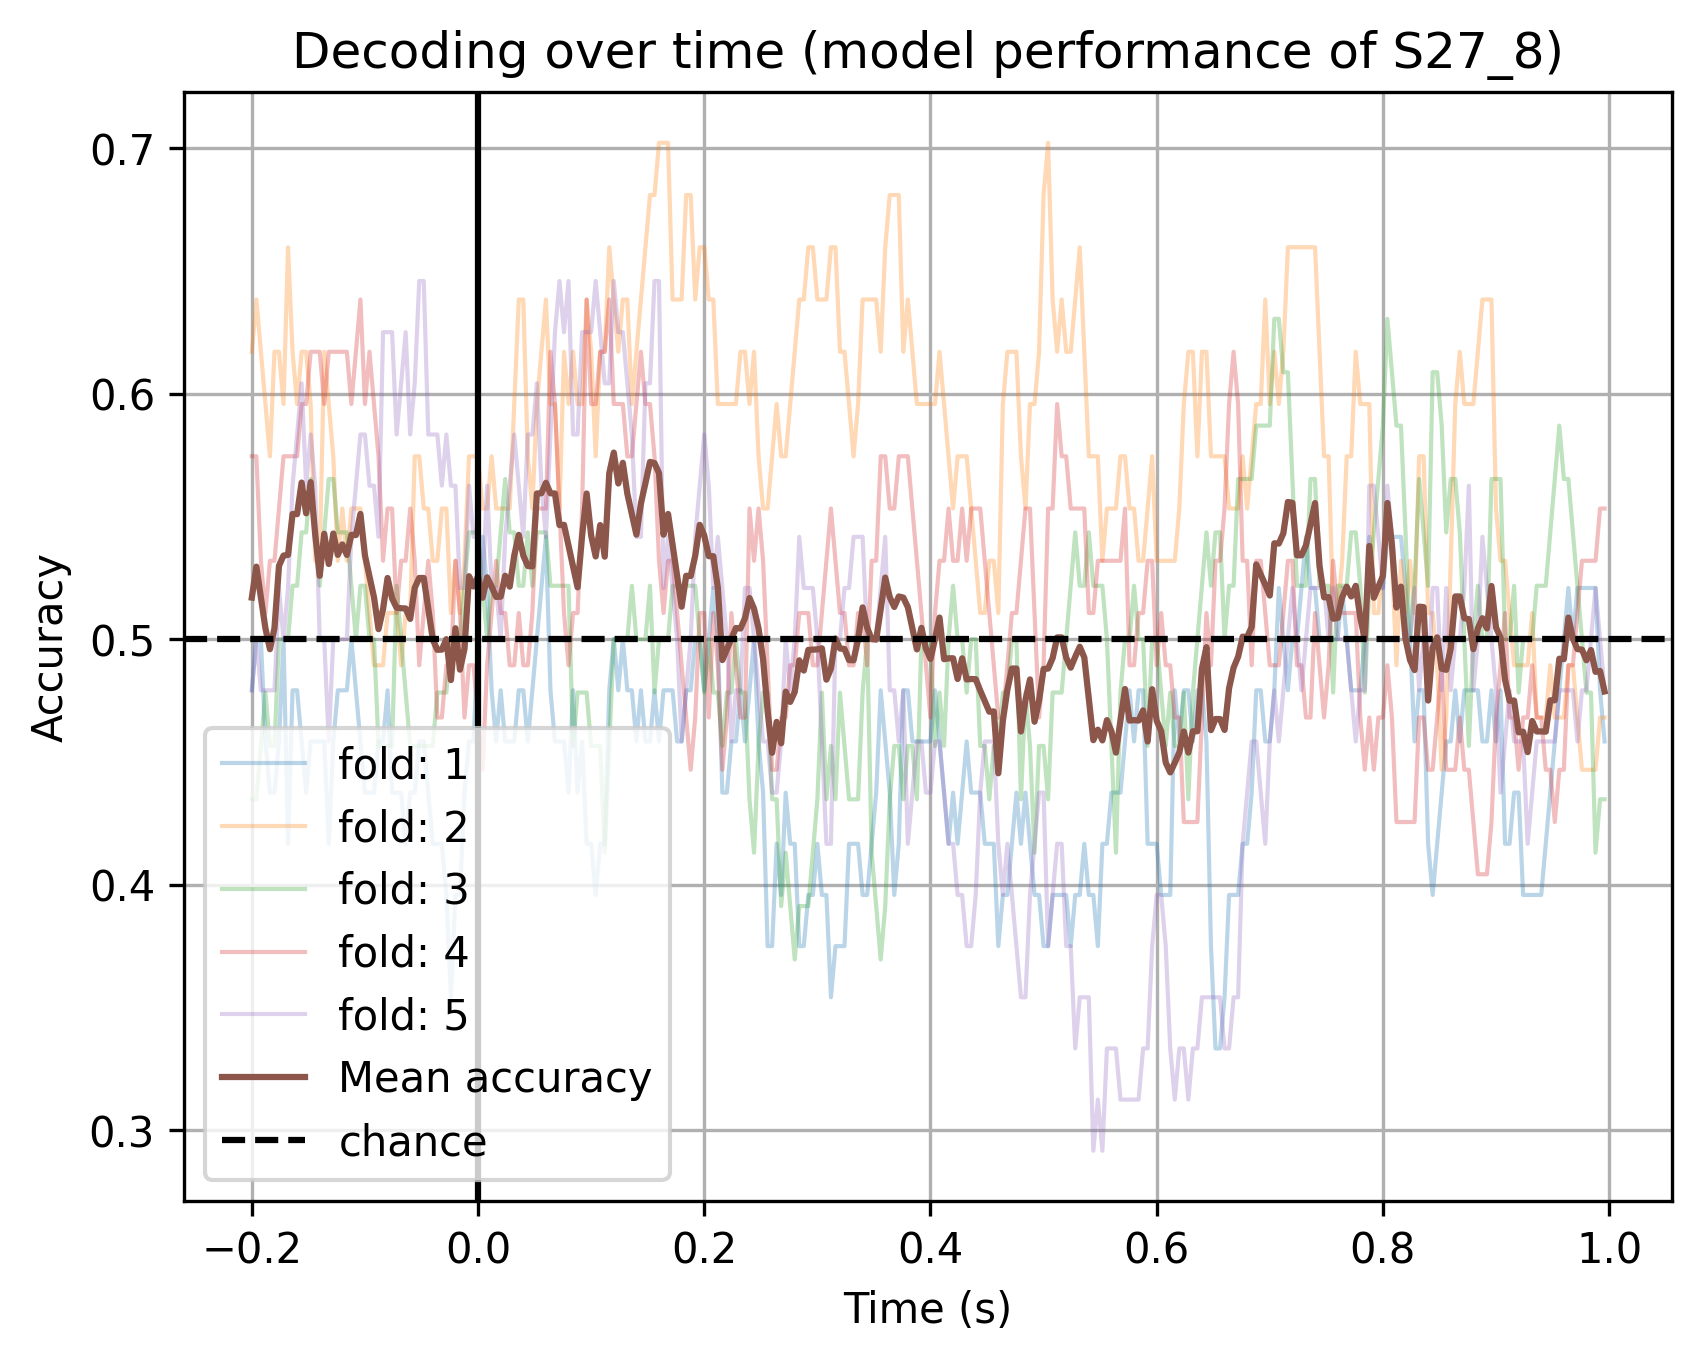 Decoding over time (model performance of S27_8)
Accuracy
0.7
0.6
0.5
0.4
0.3
fold: 1
fold: 2
fold: 3
fold: 4
fold: 5
Mean accuracy
chance
−0.2 0.0 0.2 0.4 0.6 0.8 1.0
Time (s)